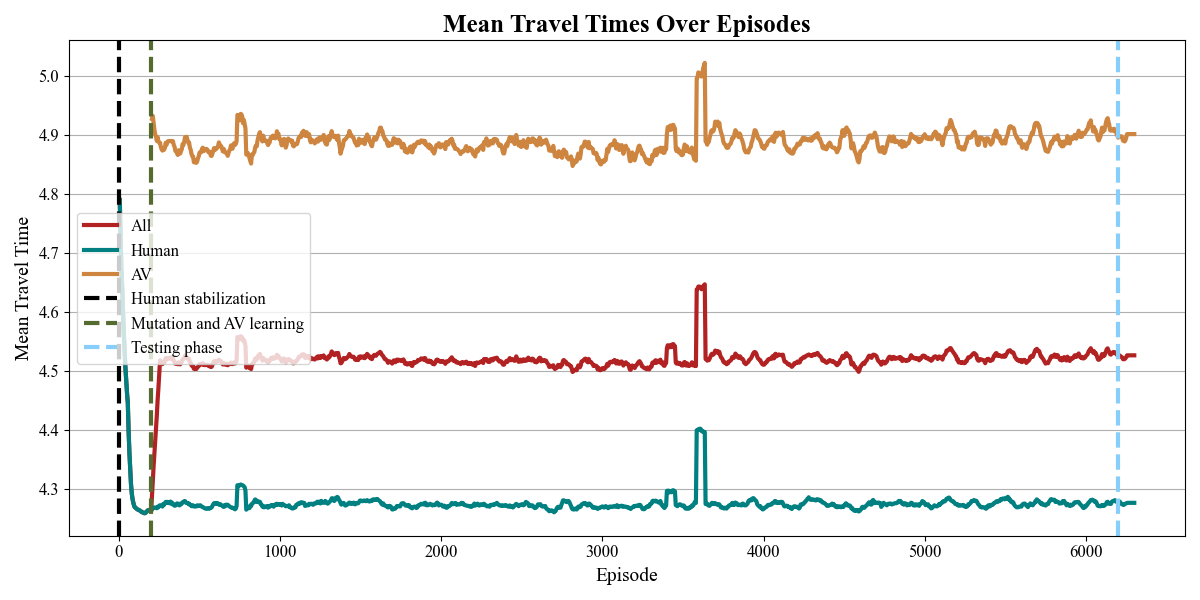 Mean Travel Times Over Episodes
Mean Travel Time
5.0
4.9
4.8
4.7
4.6
4.5
4.4
4.3
All
Human
AV
Human stabilization
Mutation and AV learning
Testing phase
0 1000 2000 3000 4000 5000 6000
Episode